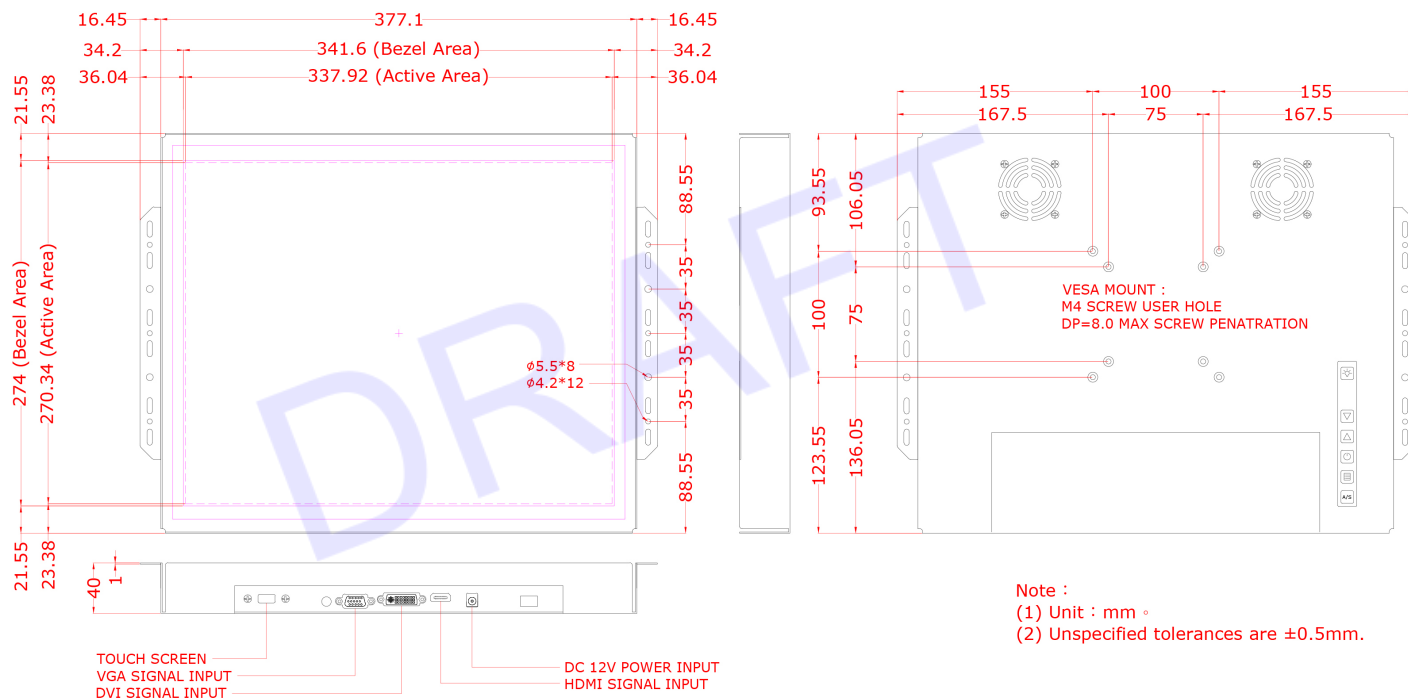 16.45
377.1
16.45
34.2
341.6 (Bezel Area)
34.2
36.04
337.92 (Active Area)
36.04
21.55
23.38
274 (Bezel Area)
270.34 (Active Area)
21.55
23.38
88.55
35
35
35
35
88.55
ϕ5.5*8
ϕ4.2*12
155
100
155
167.5
75
167.5
93.55
106.05
100
75
123.55
136.05
VESA MOUNT :
M4 SCREW USER HOLE
DP=8.0 MAX SCREW PENATRATION
A/S
DRAFT
40
1
TOUCH SCREEN
VGA SIGNAL INPUT
DVI SIGNAL INPUT
DC 12V POWER INPUT
HDMI SIGNAL INPUT
Note :
(1) Unit : mm 。
(2) Unspecified tolerances are ±0.5mm.